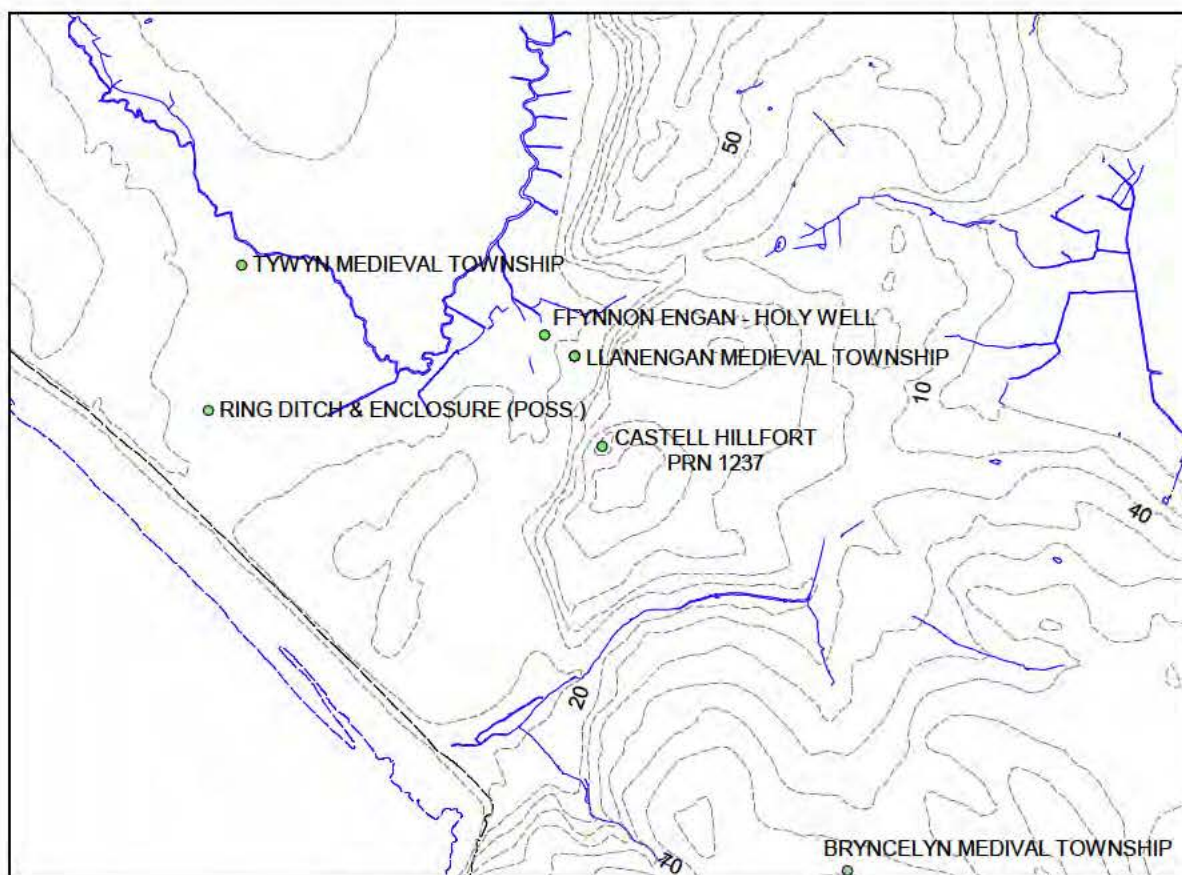 50
TYWYN MEDIEVAL TOWNSHIP
FFYNNON ENGAN - HOLY WELL
LLANENGAN MEDIEVAL TOWNSHIP
10
RING DITCH & ENCLOSURE (POSS.)
CASTELL HILLFORT
PRN 1237
40
20
BRYNCELYN MEDIVAL TOWNSHIP
70